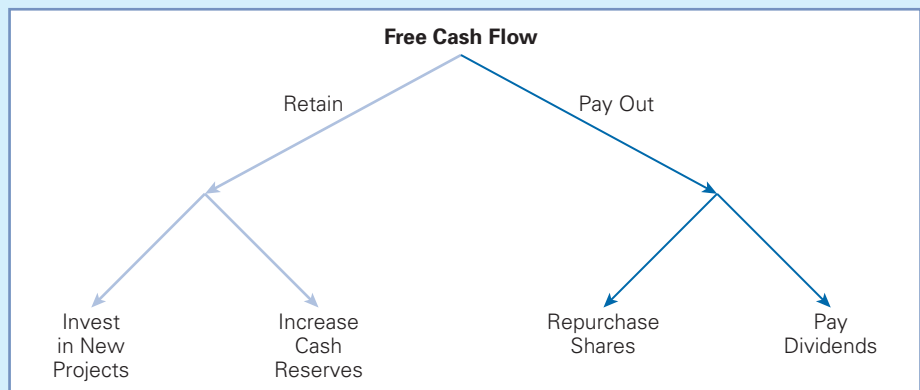 Free Cash Flow
Retain
Pay Out
Invest
in New
Projects
Increase
Cash
Reserves
Repurchase
Shares
Pay
Dividends